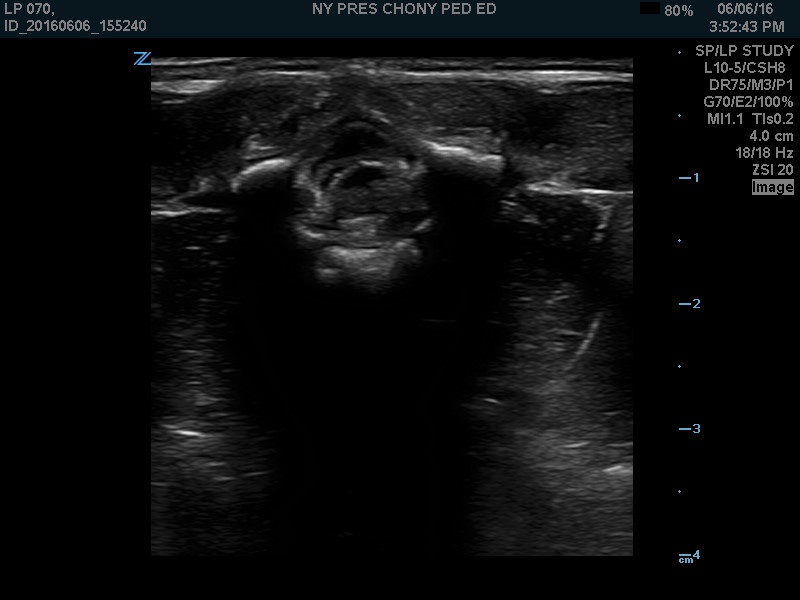 LP 070,
ID_20160606_155240
NY PRES CHONY PED ED
80%
06/06/16
3:52:43 PM
SP/LP STUDY
L10-5/CSH8
DR75/M3/P1
G70/E2/100%
MI1.1 TIs0.2
4.0 cm
18/18 Hz
ZSI 20
Image
Z
1
2
3
4
cm